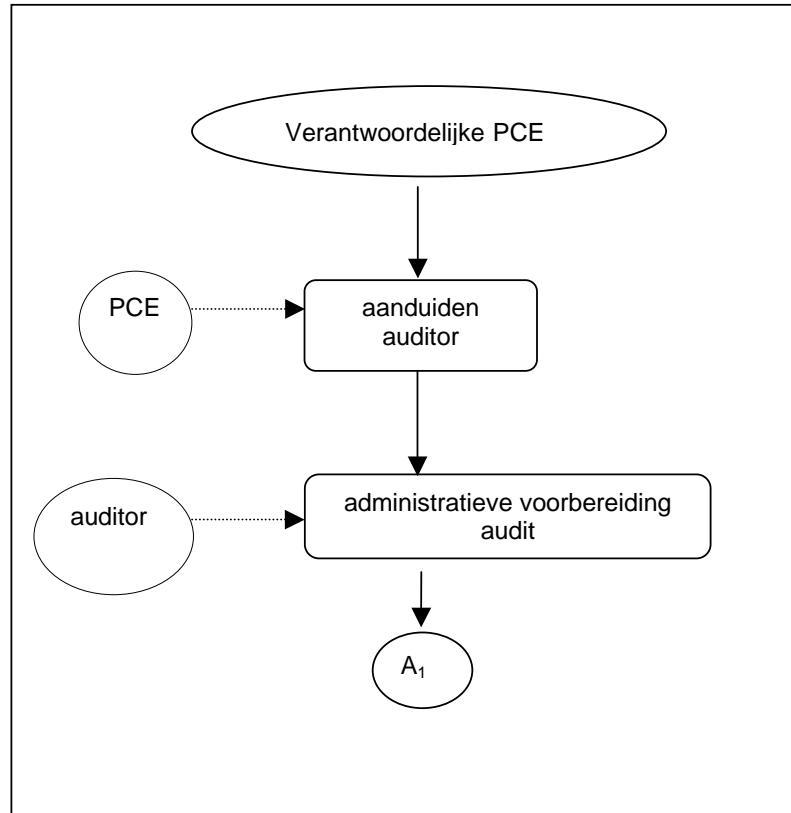 Verantwoordelijke PCE
PCE
aanduiden
auditor
auditor
administratieve voorbereiding
audit
A₁